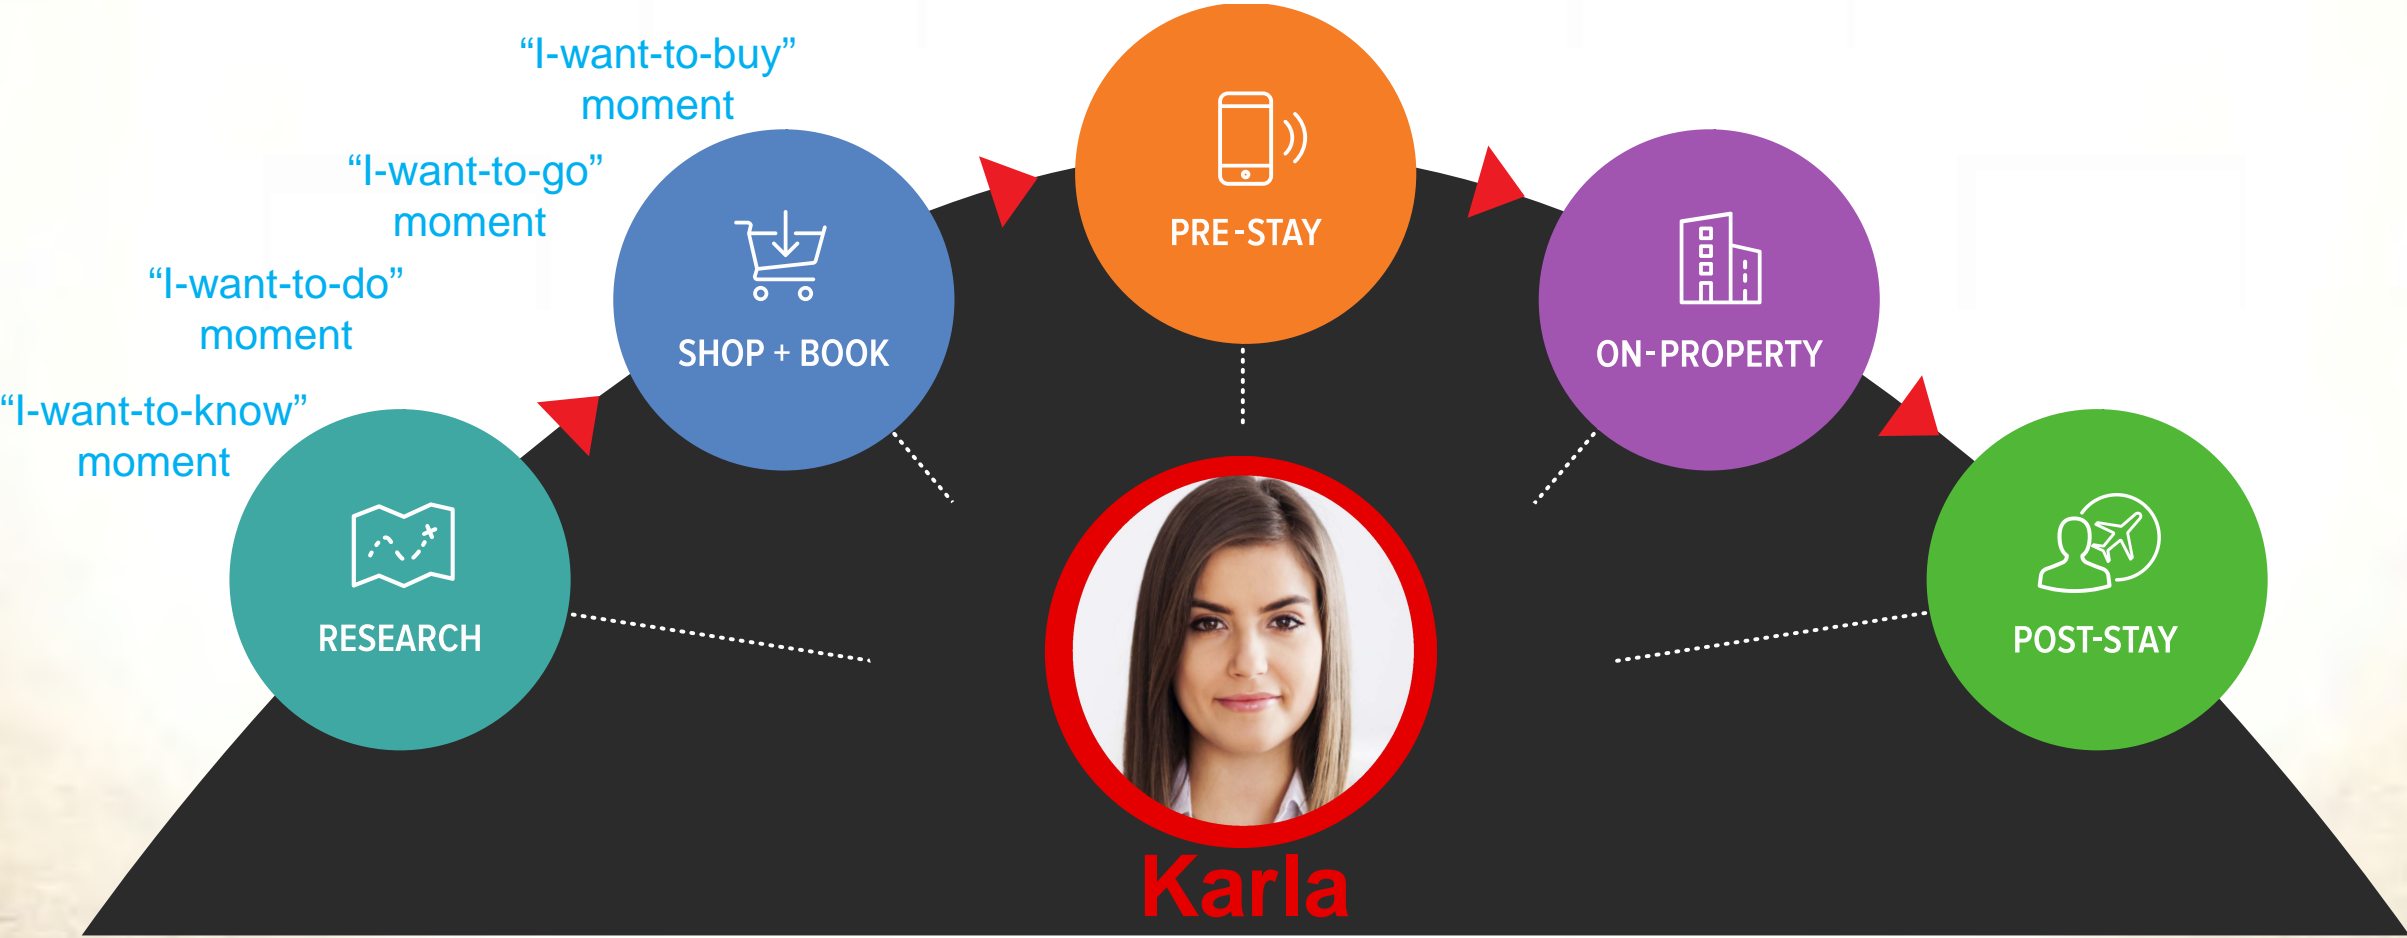 “I-want-to-buy”
moment
“I-want-to-go”
moment
“I-want-to-do”
moment
“I-want-to-know”
moment
RESEARCH
SHOP + BOOK
PRE-STAY
ON-PROPERTY
POST-STAY
Karla